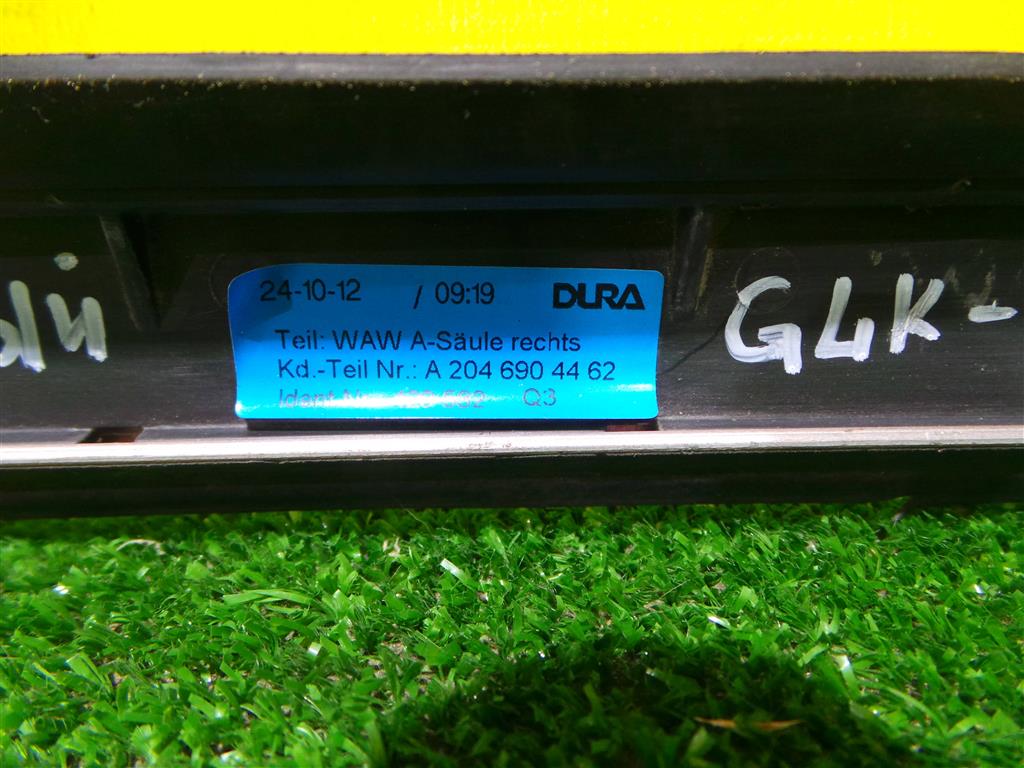 24-10-12 / 09:19 DURA
Teil: WAW A-Säule rechts
Kd.-Teil Nr.: A 204 690 44 62
Q3
GLK-